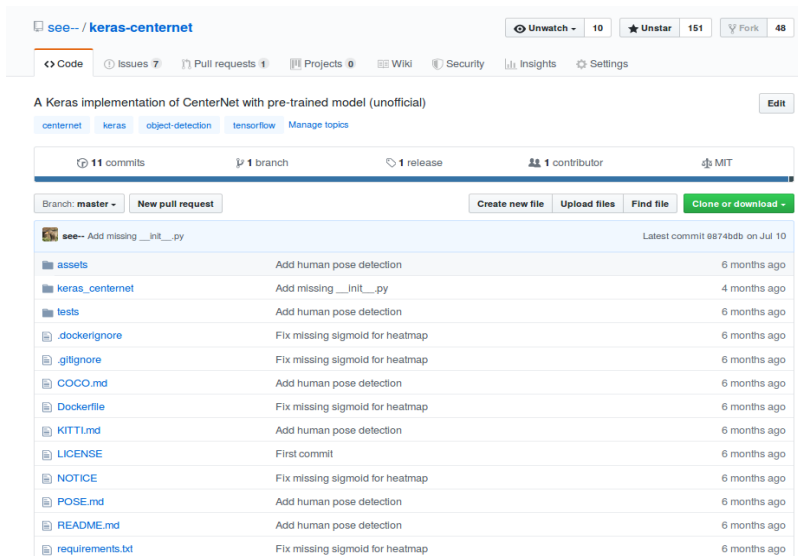 see-- / keras-centernet
Unwatch 10 Unstar 151 Fork 48
Code Issues 7 Pull requests 1 Projects 0 Wiki Security Insights Settings
A Keras implementation of CenterNet with pre-trained model (unofficial) Edit
centernet keras object-detection tensorflow Manage topics
11 commits 1 branch 1 release 1 contributor MIT
Branch: master New pull request Create new file Upload files Find file Clone or download
see-- Add missing __init__.py Latest commit 0874bdb on Jul 10
assets Add human pose detection 6 months ago
keras_centernet Add missing __init__.py 4 months ago
tests Add human pose detection 6 months ago
.dockerignore Fix missing sigmoid for heatmap 6 months ago
.gitignore Fix missing sigmoid for heatmap 6 months ago
COCO.md Add human pose detection 6 months ago
Dockerfile Fix missing sigmoid for heatmap 6 months ago
KITTI.md Add human pose detection 6 months ago
LICENSE First commit 6 months ago
NOTICE Fix missing sigmoid for heatmap 6 months ago
POSE.md Add human pose detection 6 months ago
README.md Add human pose detection 6 months ago
requirements.txt Fix missing sigmoid for heatmap 6 months ago